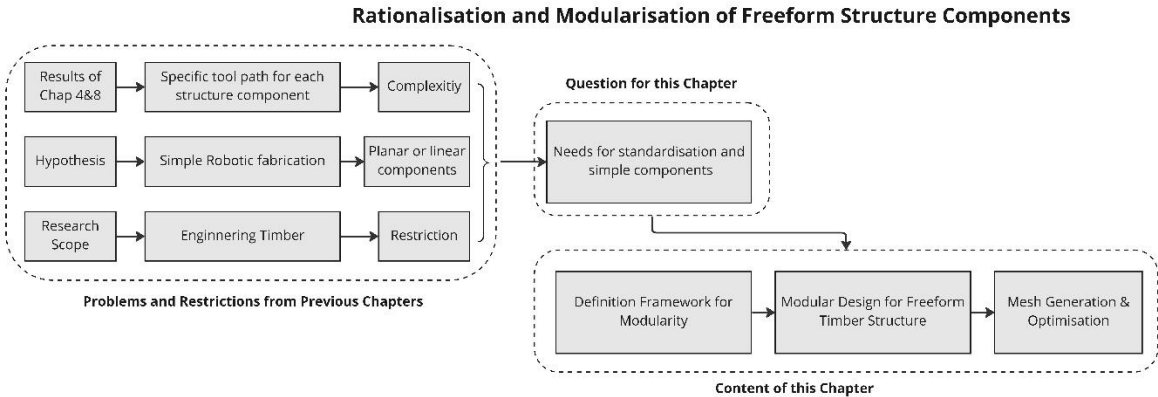 Rationalisation and Modularisation of Freeform Structure Components
Results of
Chap 4&8
Specific tool path for each
structure component
Complexitiy
Hypothesis
Simple Robotic fabrication
Planar or linear
components
Research
Scope
Enginnering Timber
Restriction
Problems and Restrictions from Previous Chapters
Question for this Chapter
Needs for standardisation and
simple components
Definition Framework for
Modularity
Modular Design for Freeform
Timber Structure
Mesh Generation &
Optimisation
Content of this Chapter